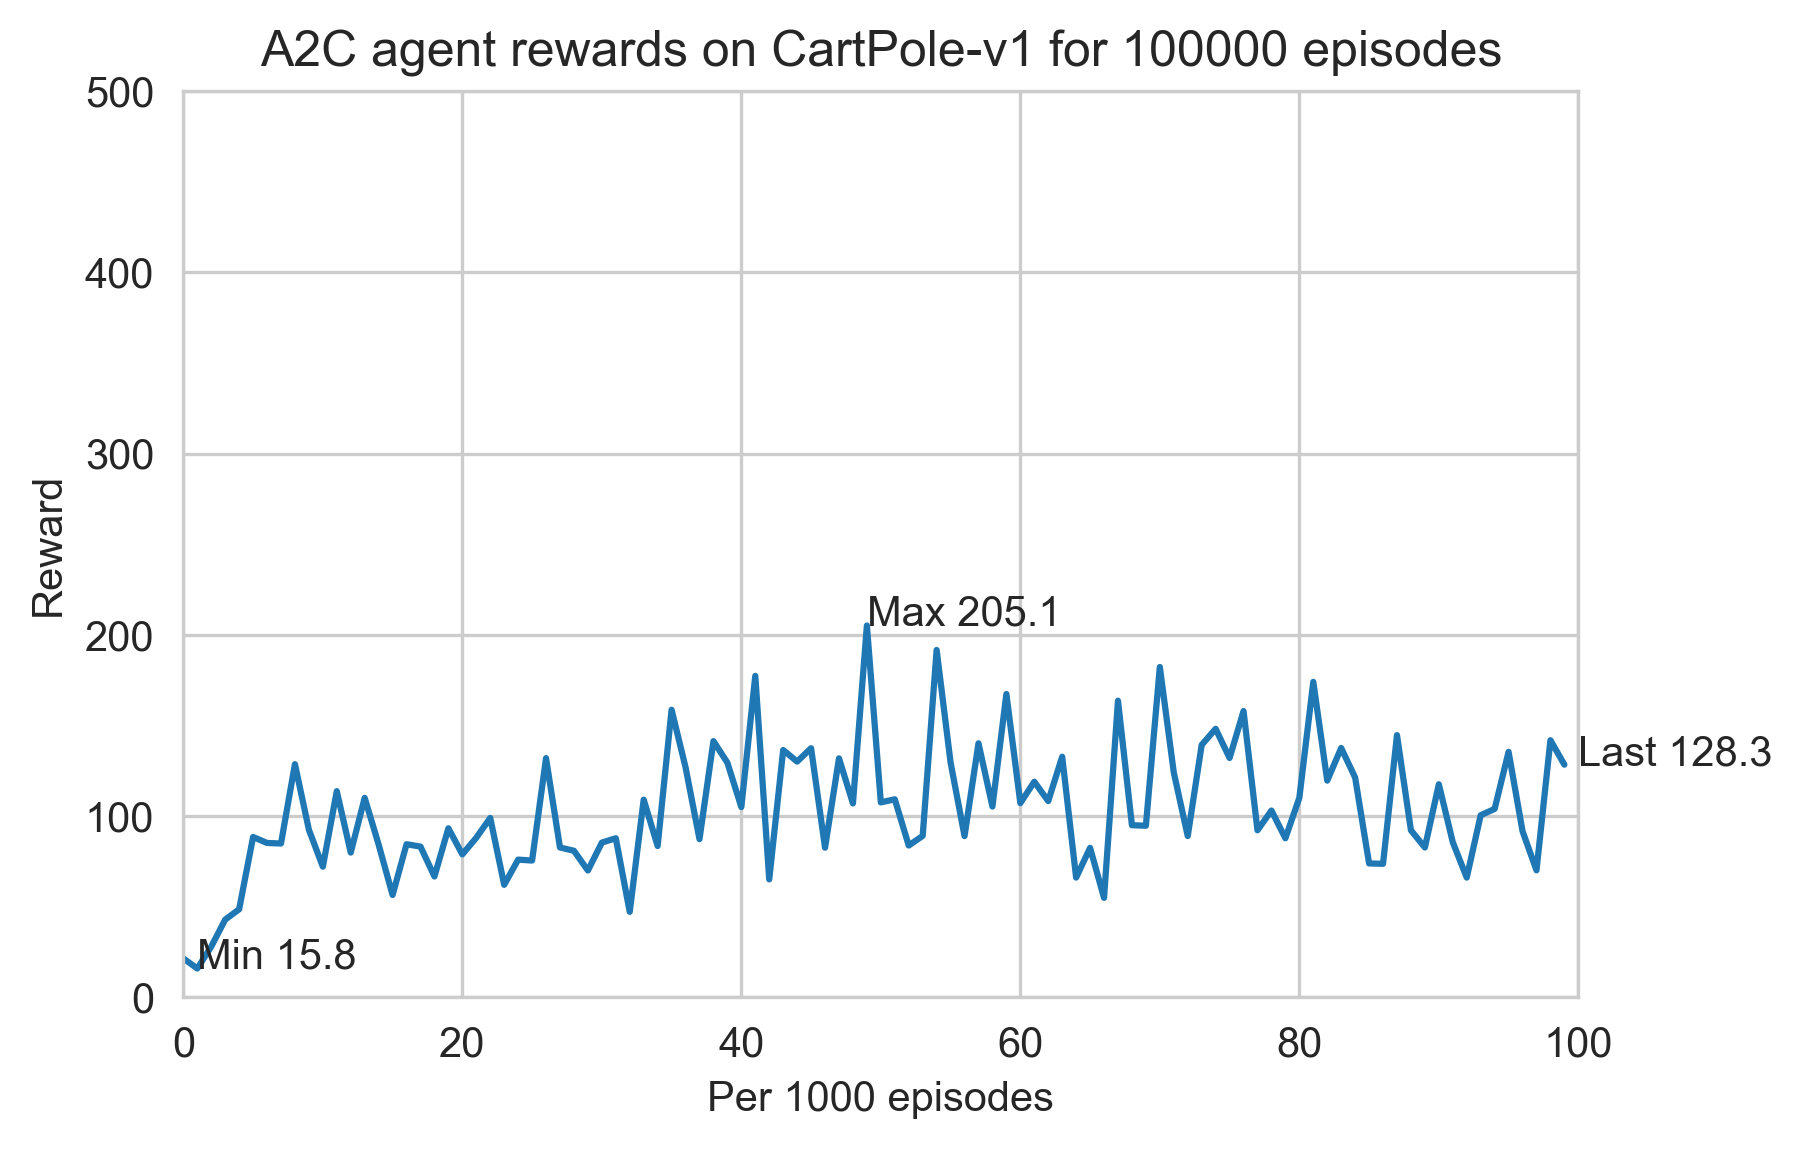 A2C agent rewards on CartPole-v1 for 100000 episodes
500
400
300
200
100
0
Reward
Max 205.1
Last 128.3
Min 15.8
0 20 40 60 80 100
Per 1000 episodes